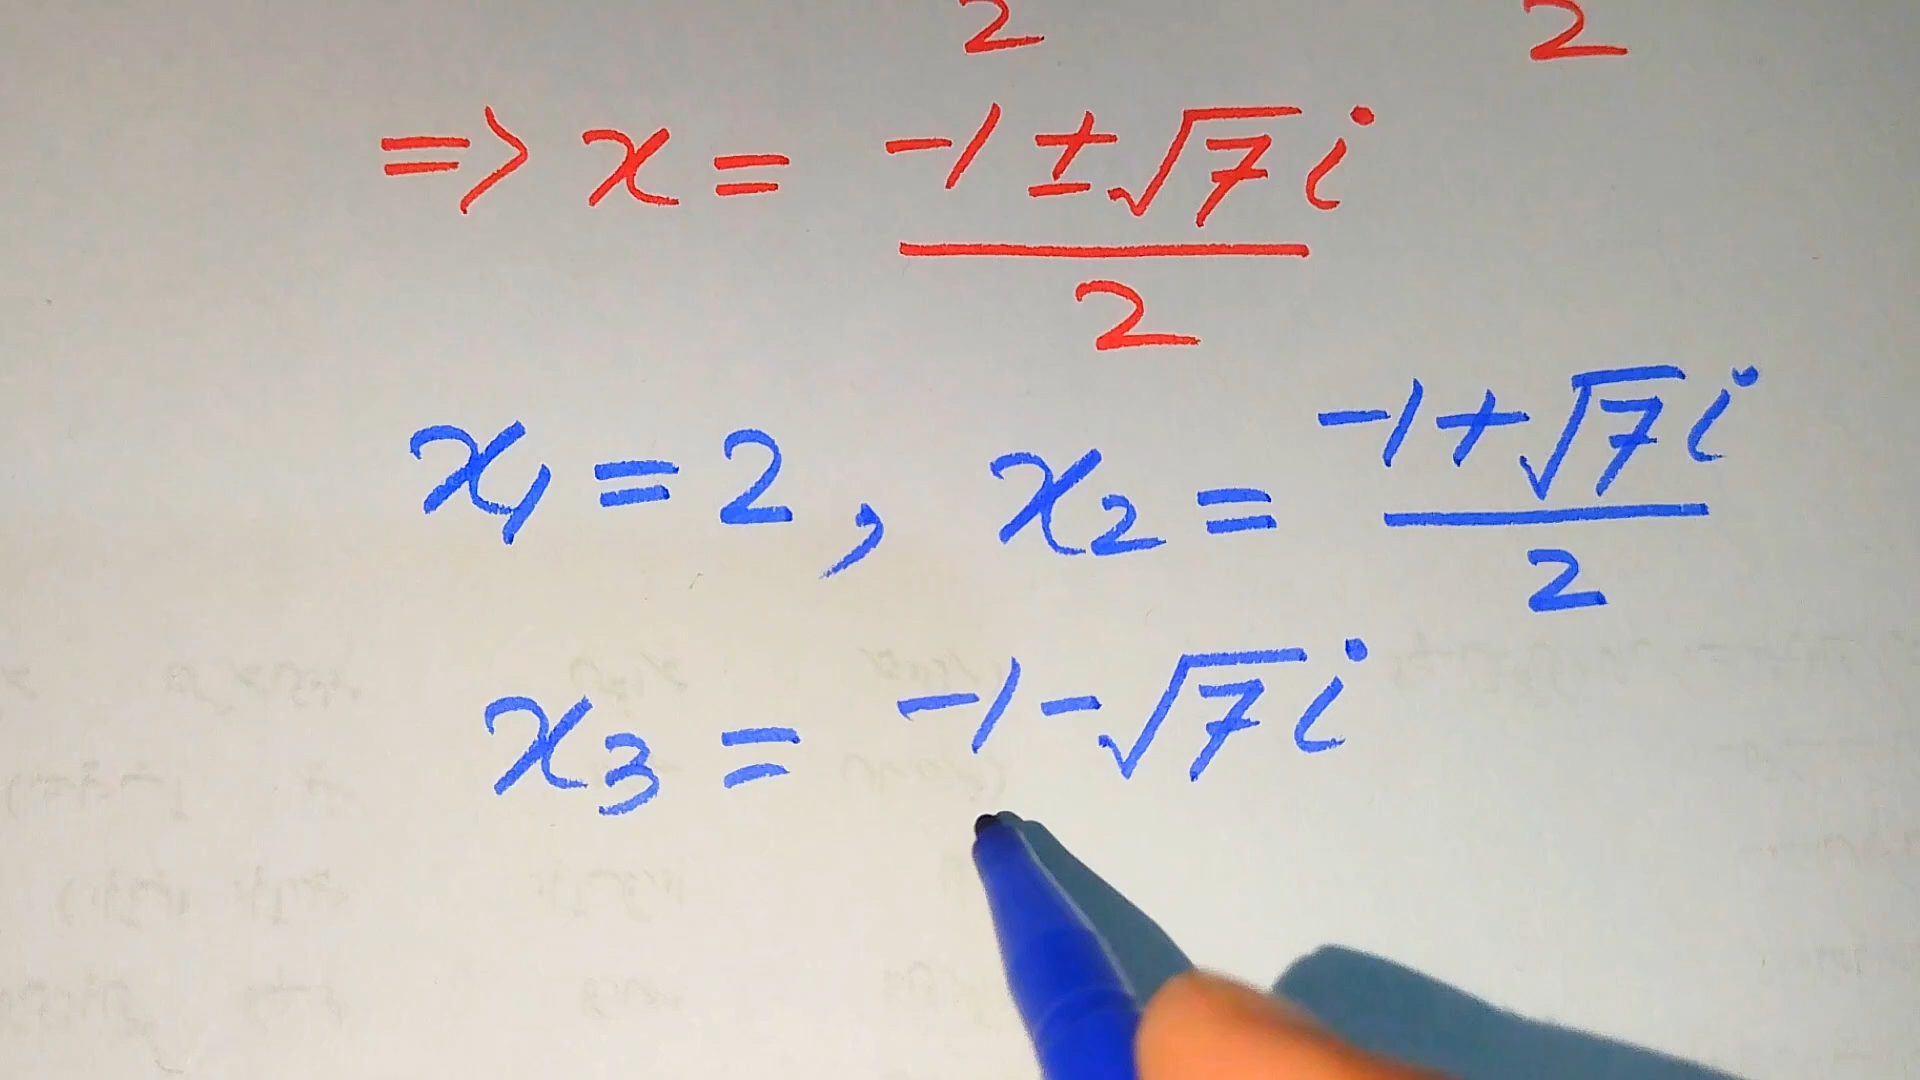 2 2
=> x = -1 ± √7 i
2
x₁ = 2 , x₂ = -1 + √7 i
2
x₃ = -1 - √7 i